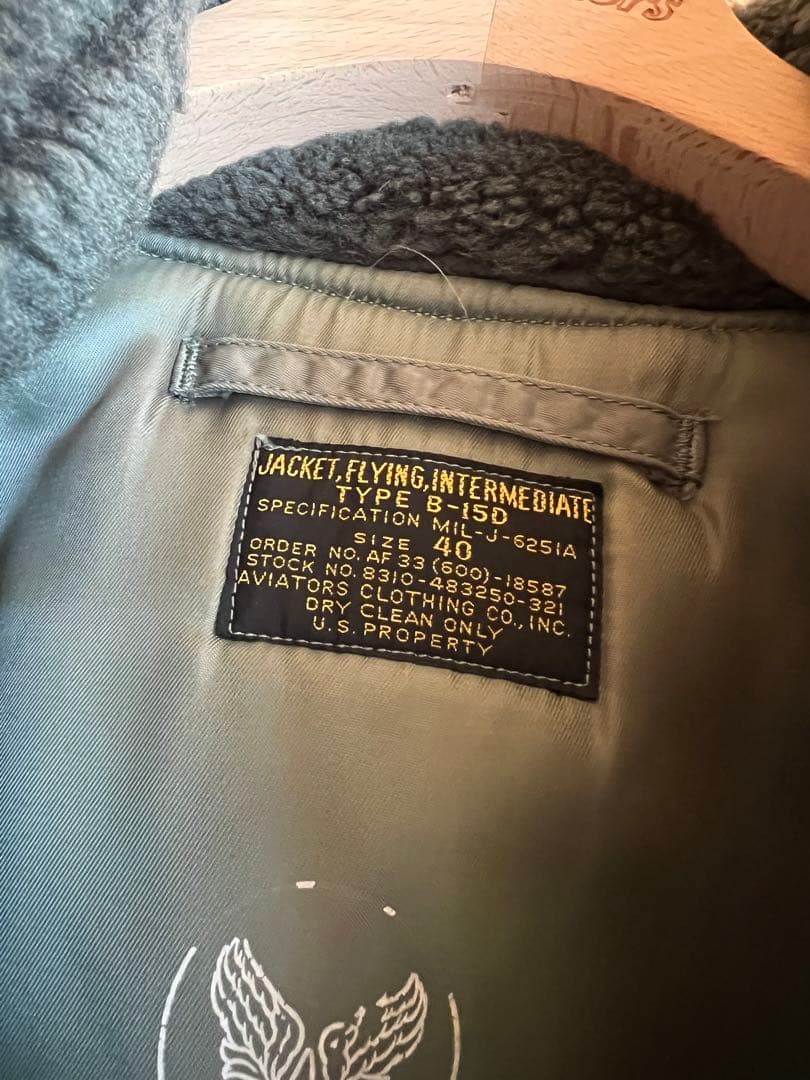 JACKET, FLYING, INTERMEDIATE
TYPE B-15D
SPECIFICATION MIL-J-6251A
SIZE 40
ORDER NO. AF 33 (600)-18587
STOCK NO. 8310-483250-321
AVIATORS CLOTHING CO., INC.
DRY CLEAN ONLY
U.S. PROPERTY